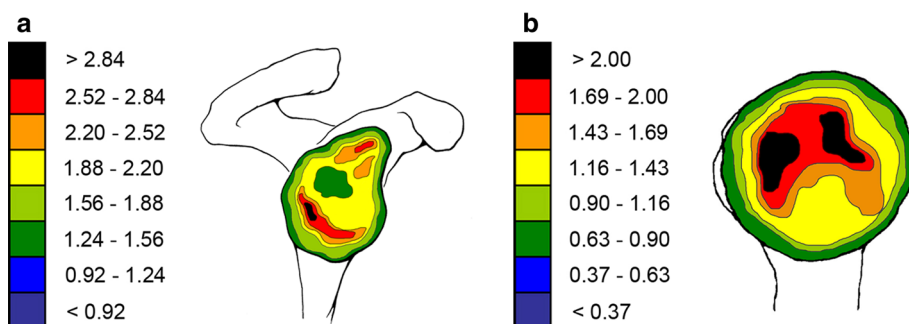 a
> 2.84
2.52 - 2.84
2.20 - 2.52
1.88 - 2.20
1.56 - 1.88
1.24 - 1.56
0.92 - 1.24
< 0.92
b
> 2.00
1.69 - 2.00
1.43 - 1.69
1.16 - 1.43
0.90 - 1.16
0.63 - 0.90
0.37 - 0.63
< 0.37